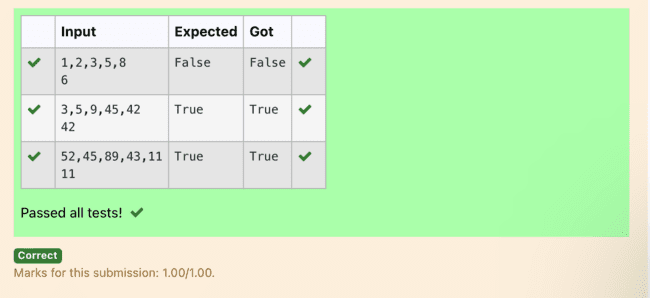 Input Expected Got
1,2,3,5,8 False False
6
3,5,9,45,42 True True
42
52,45,89,43,11 True True
11
Passed all tests!
Correct
Marks for this submission: 1.00/1.00.